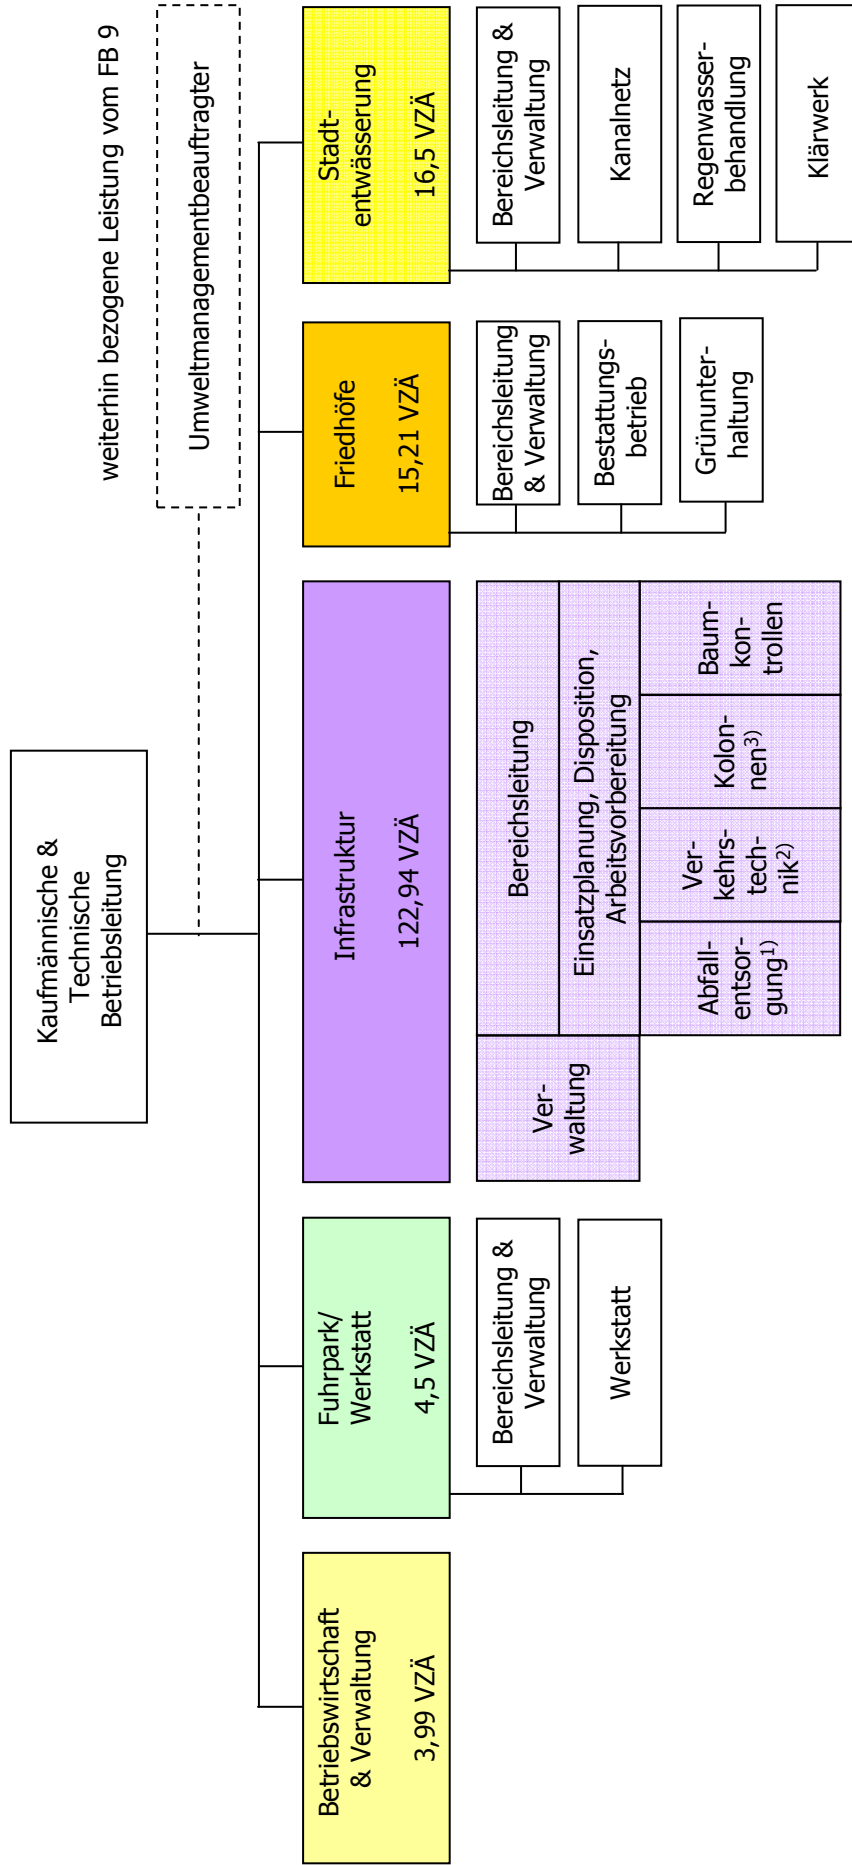 weiterhin bezogene Leistung vom FB 9
Kaufmännische &
Technische
Betriebsleitung
Umweltmanagementbeauftragter
Betriebswirtschaft
& Verwaltung
3,99 VZÄ
Fuhrpark/
Werkstatt
4,5 VZÄ
Bereichsleitung &
Verwaltung
Werkstatt
Infrastruktur
122,94 VZÄ
Ver-
waltung
Bereichsleitung
Einsatzplanung, Disposition,
Arbeitsvorbereitung
Abfall-
entsor-
gung1)
Ver-
kehrs-
tech-
nik2)
Kolon-
nen3)
Baum-
kon-
trollen
Friedhöfe
15,21 VZÄ
Bereichsleitung
& Verwaltung
Bestattungs-
betrieb
Grünunter-
haltung
Stadt-
entwässerung
16,5 VZÄ
Bereichsleitung &
Verwaltung
Kanalnetz
Regenwasser-
behandlung
Klärwerk